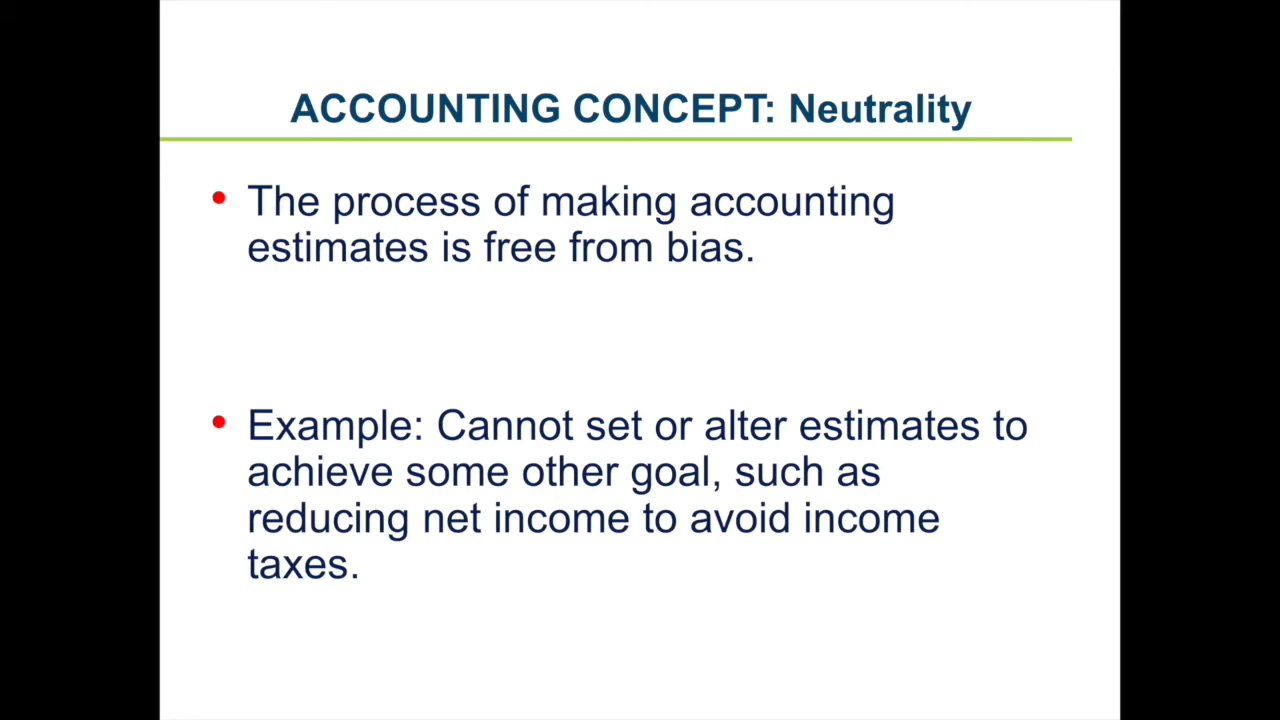 ACCOUNTING CONCEPT: Neutrality
• The process of making accounting
estimates is free from bias.
• Example: Cannot set or alter estimates to
achieve some other goal, such as
reducing net income to avoid income
taxes.